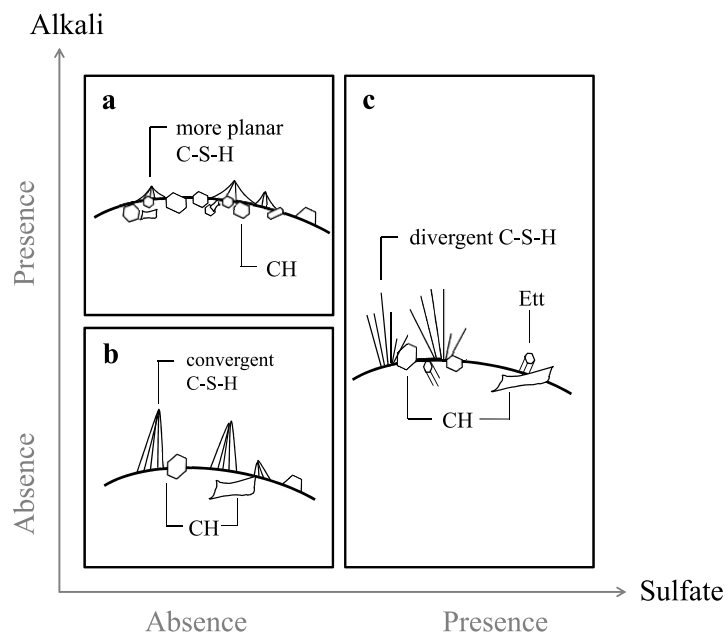 Alkali
a
more planar
C-S-H
CH
Presence
b
convergent
C-S-H
CH
Absence
c
divergent C-S-H
Ett
CH
Sulfate
Absence
Presence